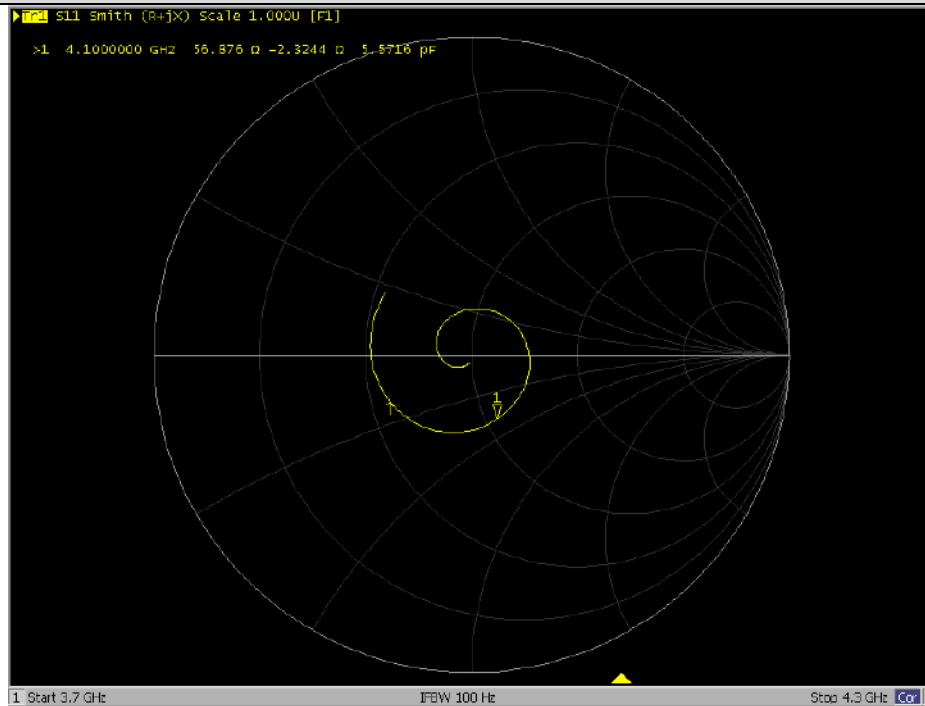 Tr1 S11 Smith (R+jX) Scale 1.000U [F1]
>1 4.1000000 GHz 56.876 Ω -2.3244 Ω 5.5716 pF
1
1
1 Start 3.7 GHz IFBW 100 Hz Stop 4.3 GHz Cor